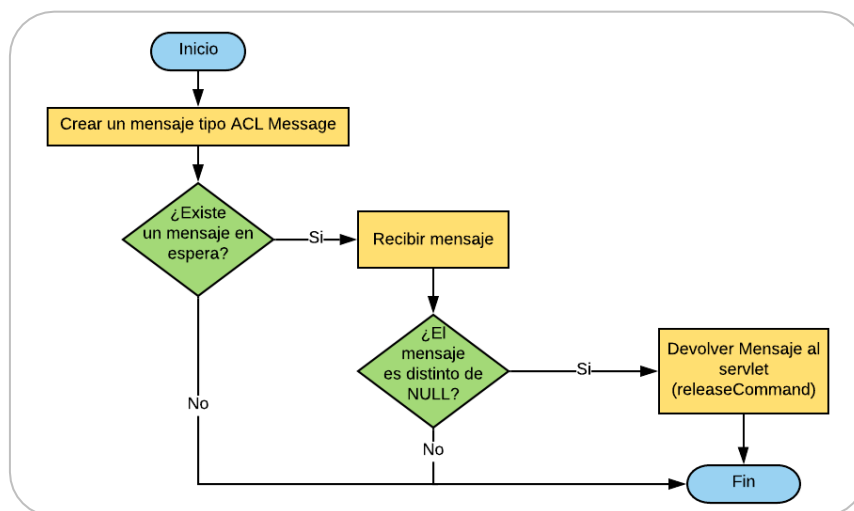 Inicio
Crear un mensaje tipo ACL Message
¿Existe
un mensaje en
espera?
Si
Recibir mensaje
¿El
mensaje
es distinto de
NULL?
Si
Devolver Mensaje al
servlet
(releaseCommand)
No
No
Fin